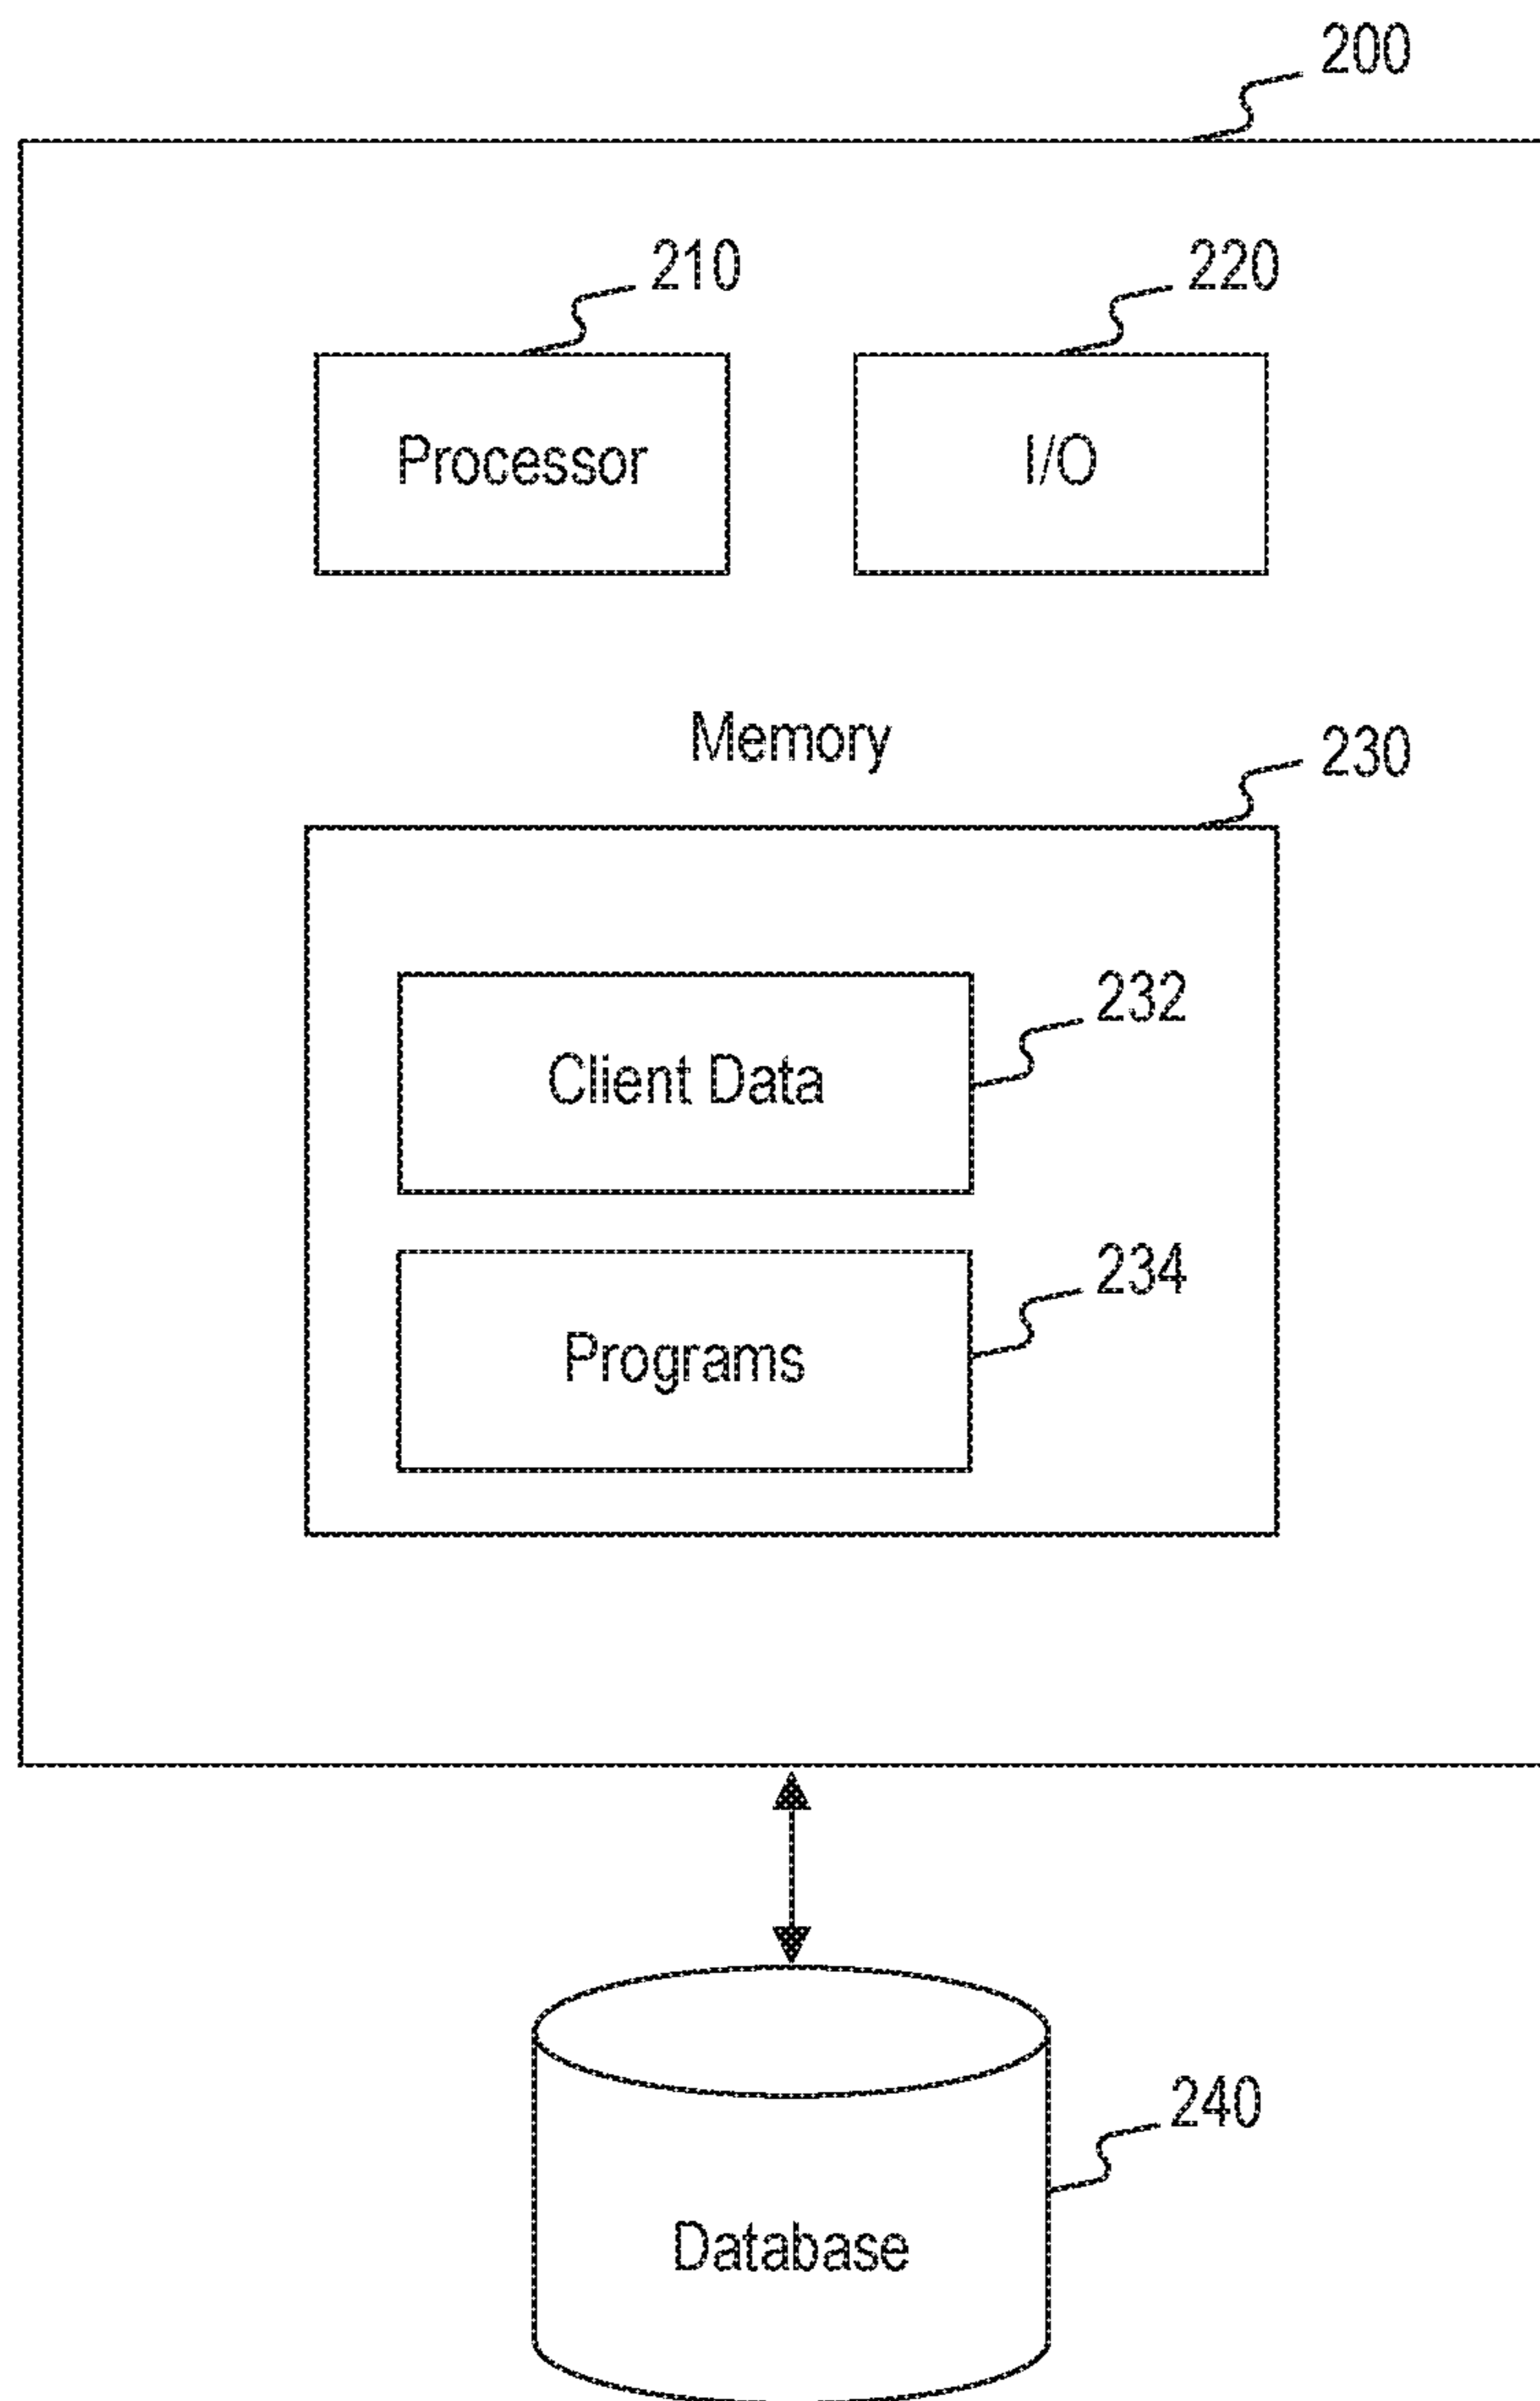 200
210
220
Processor
I/O
Memory
230
232
Client Data
234
Programs
240
Database